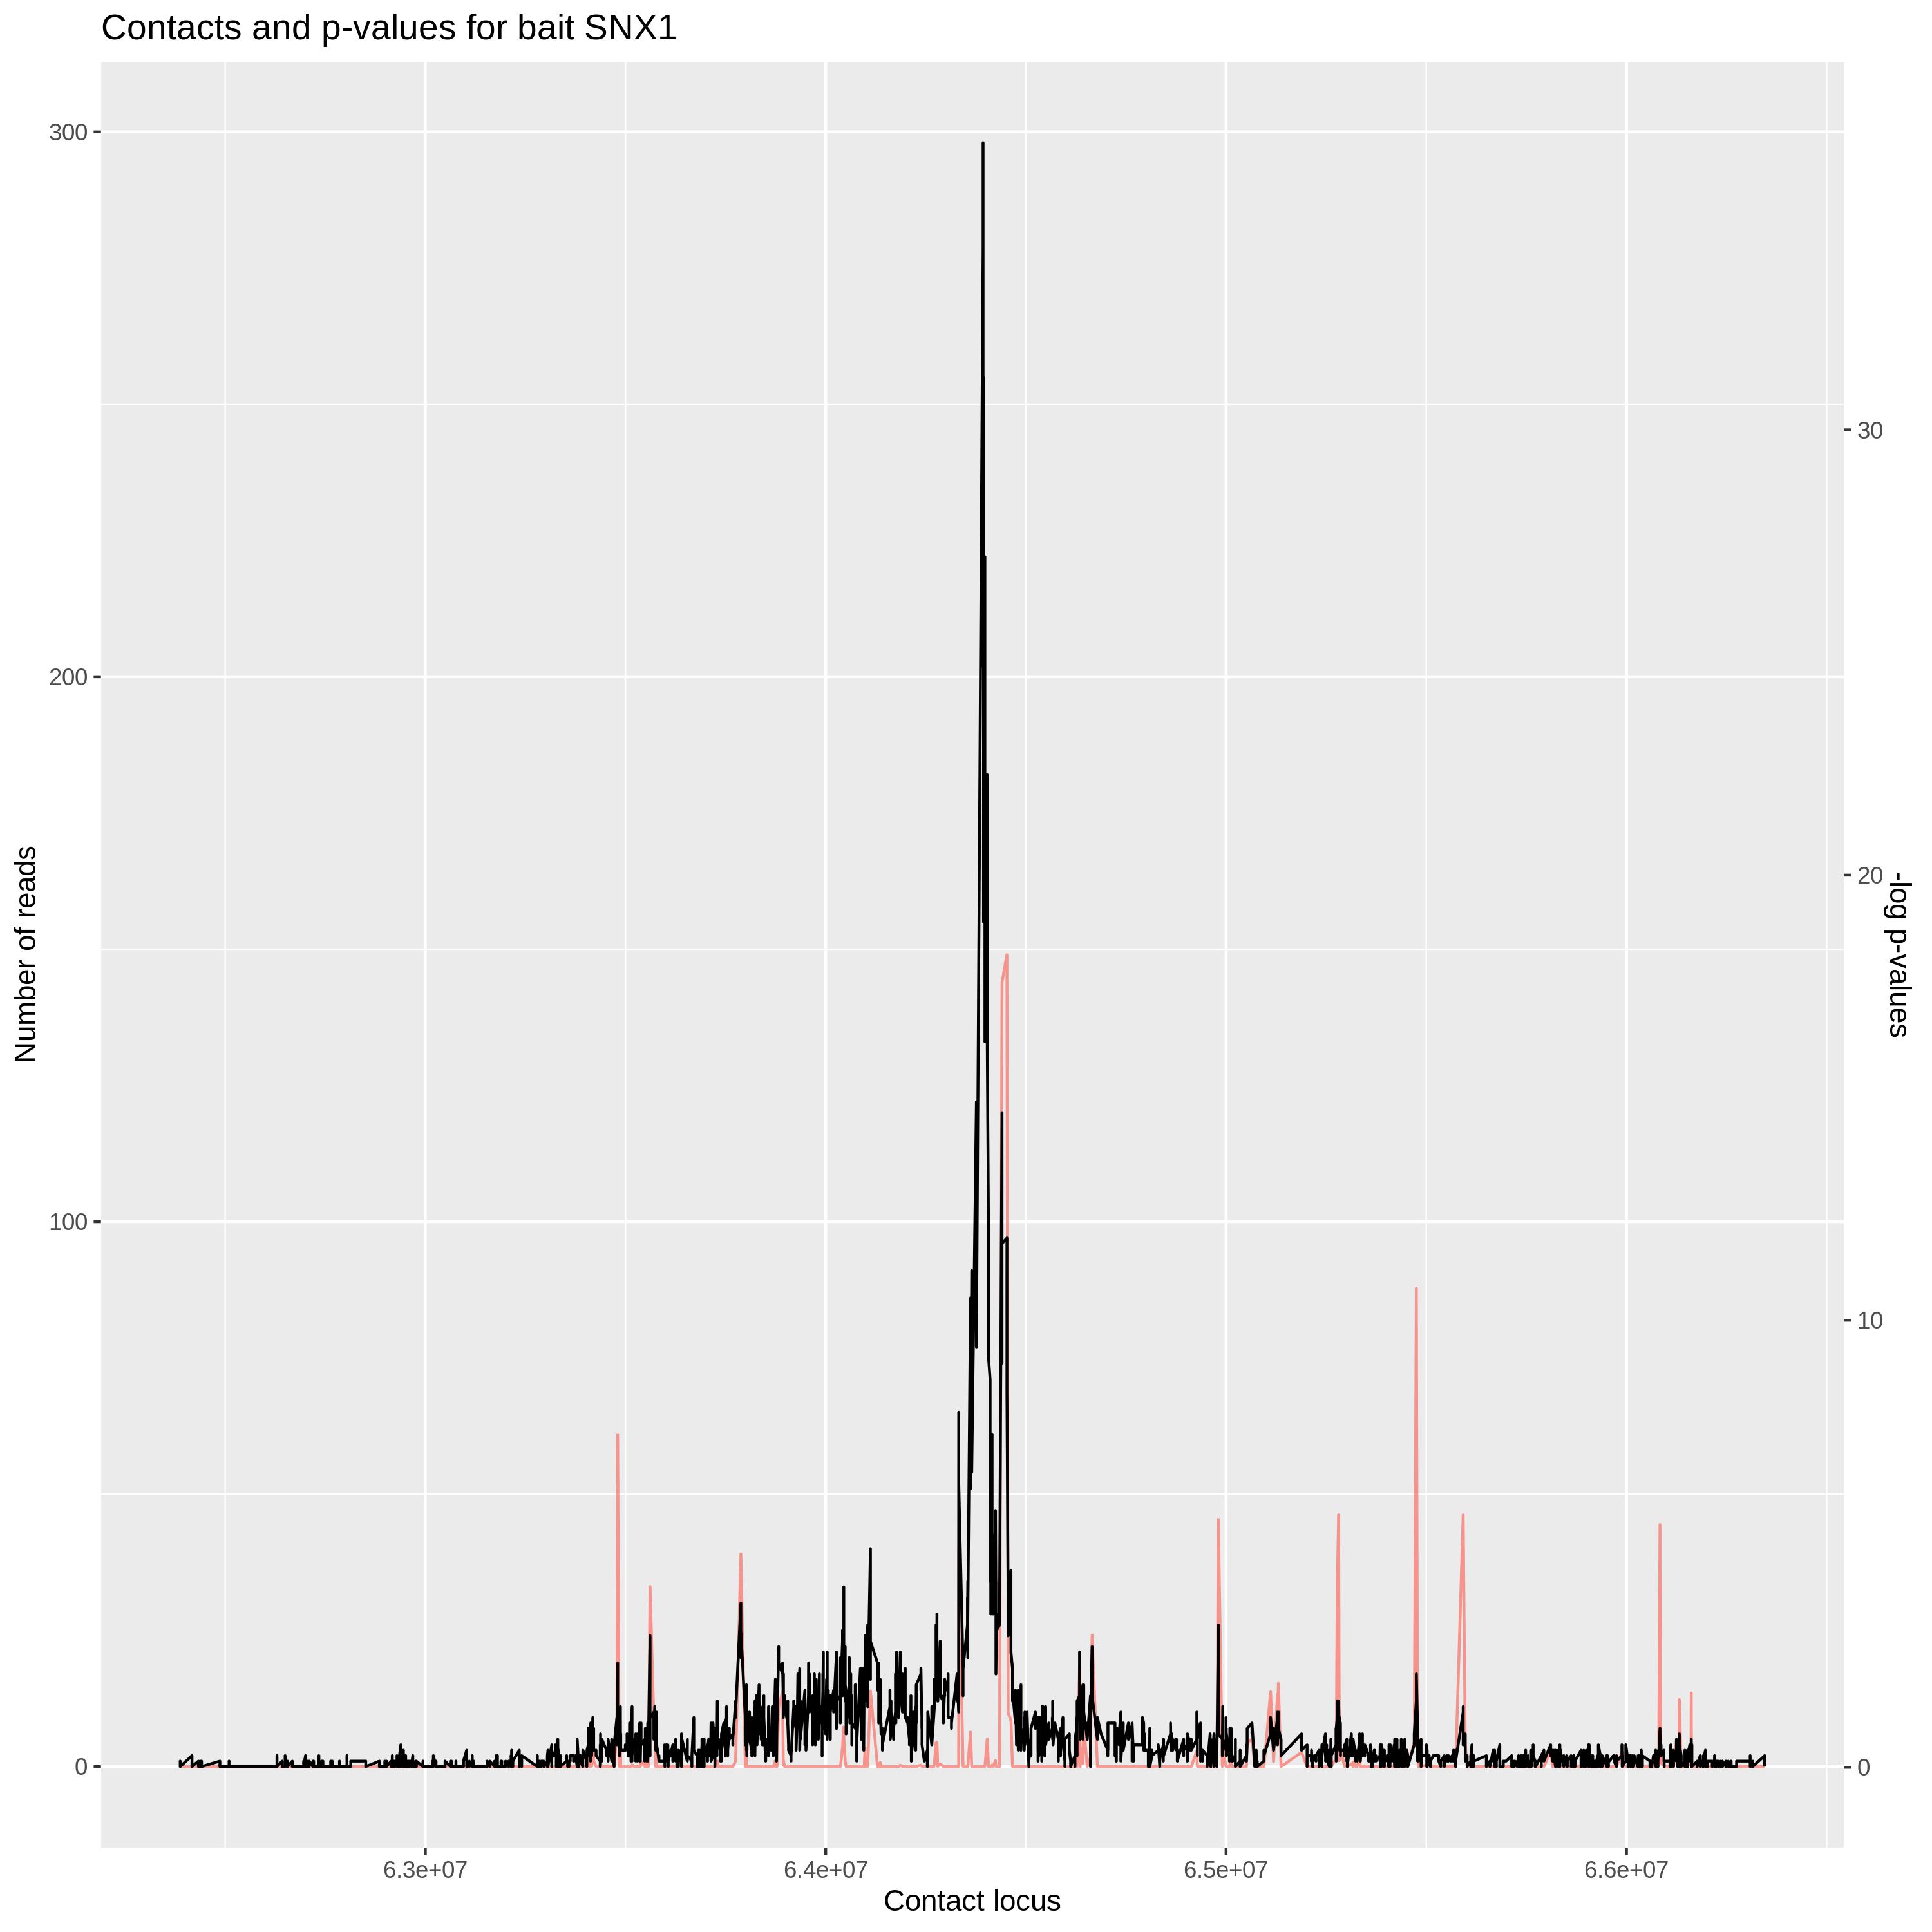 Contacts and p-values for bait SNX1
300
200
100
0
Number of reads
30
20
10
0
-log p-values
6.3e+07
6.4e+07
6.5e+07
6.6e+07
Contact locus